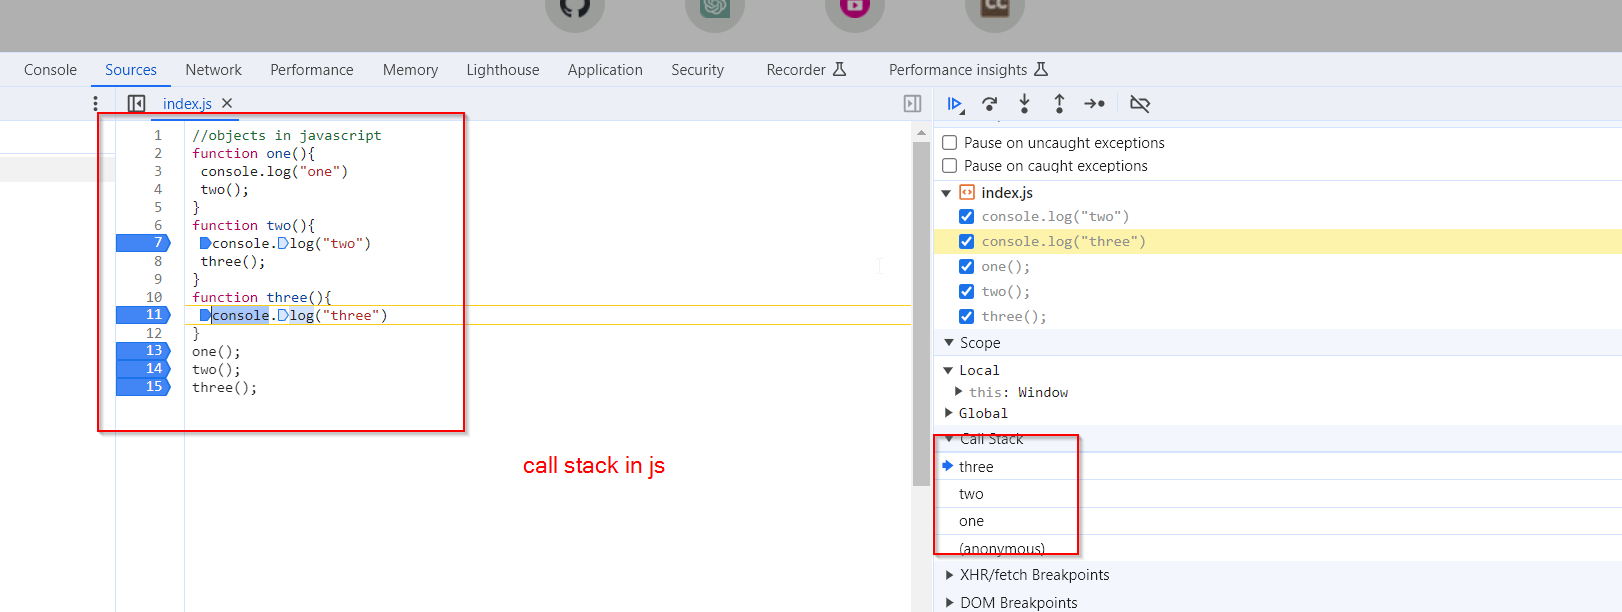 Console Sources Network Performance Memory Lighthouse Application Security Recorder Performance insights
index.js
1 //objects in javascript
2 function one(){
3 console.log("one")
4 two();
5 }
6 function two(){
7 console.log("two")
8 three();
9 }
10 function three(){
11 console.log("three")
12 }
13 one();
14 two();
15 three();
call stack in js
Pause on uncaught exceptions
Pause on caught exceptions
index.js
console.log("two")
console.log("three")
one();
two();
three();
Scope
Local
this: Window
Global
Call Stack
three
two
one
(anonymous)
XHR/fetch Breakpoints
DOM Breakpoints